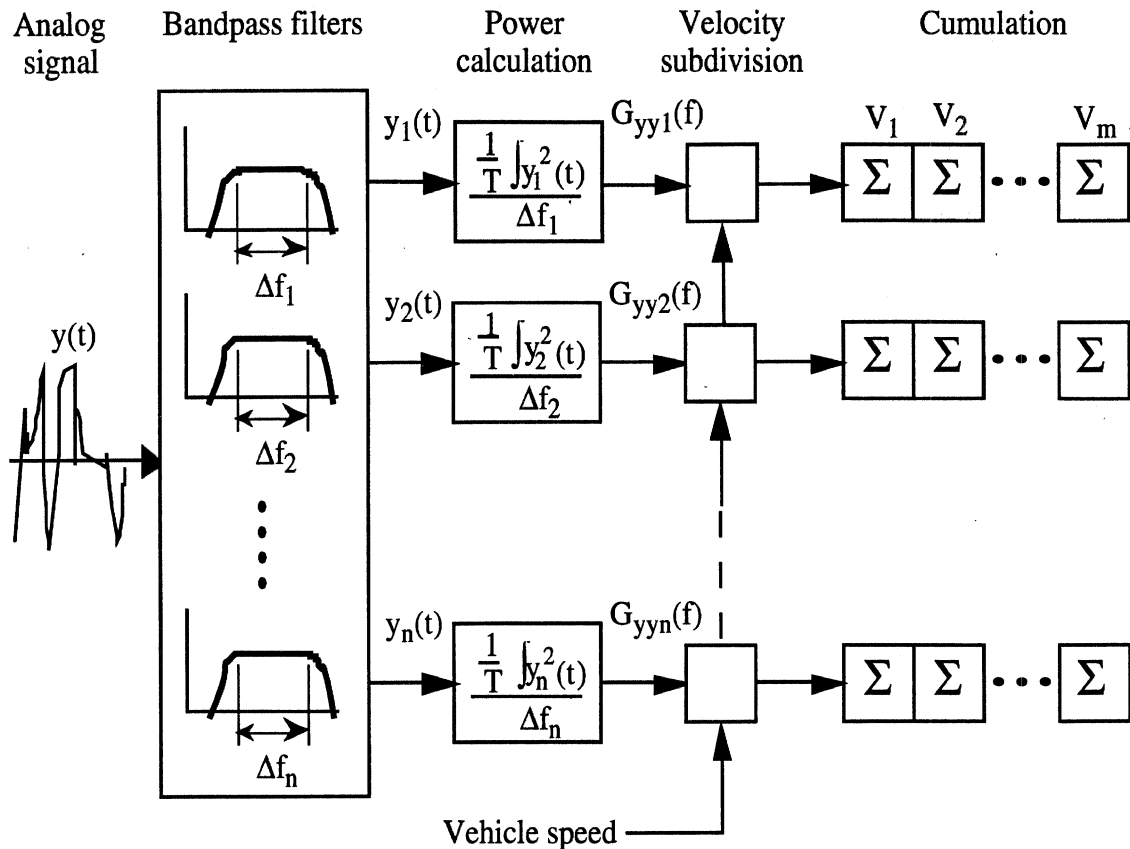 Analog signal
Bandpass filters
Power calculation
Velocity subdivision
Cumulation
y(t)
Δf₁
Δf₂
Δfₙ
y₁(t)
1/T ∫y₁²(t)
Δf₁
Gyy1(f)
V₁ V₂ Vₘ
Σ Σ ••• Σ
y₂(t)
1/T ∫y₂²(t)
Δf₂
Gyy2(f)
Σ Σ ••• Σ
yₙ(t)
1/T ∫yₙ²(t)
Δfₙ
Gyyn(f)
Σ Σ ••• Σ
Vehicle speed